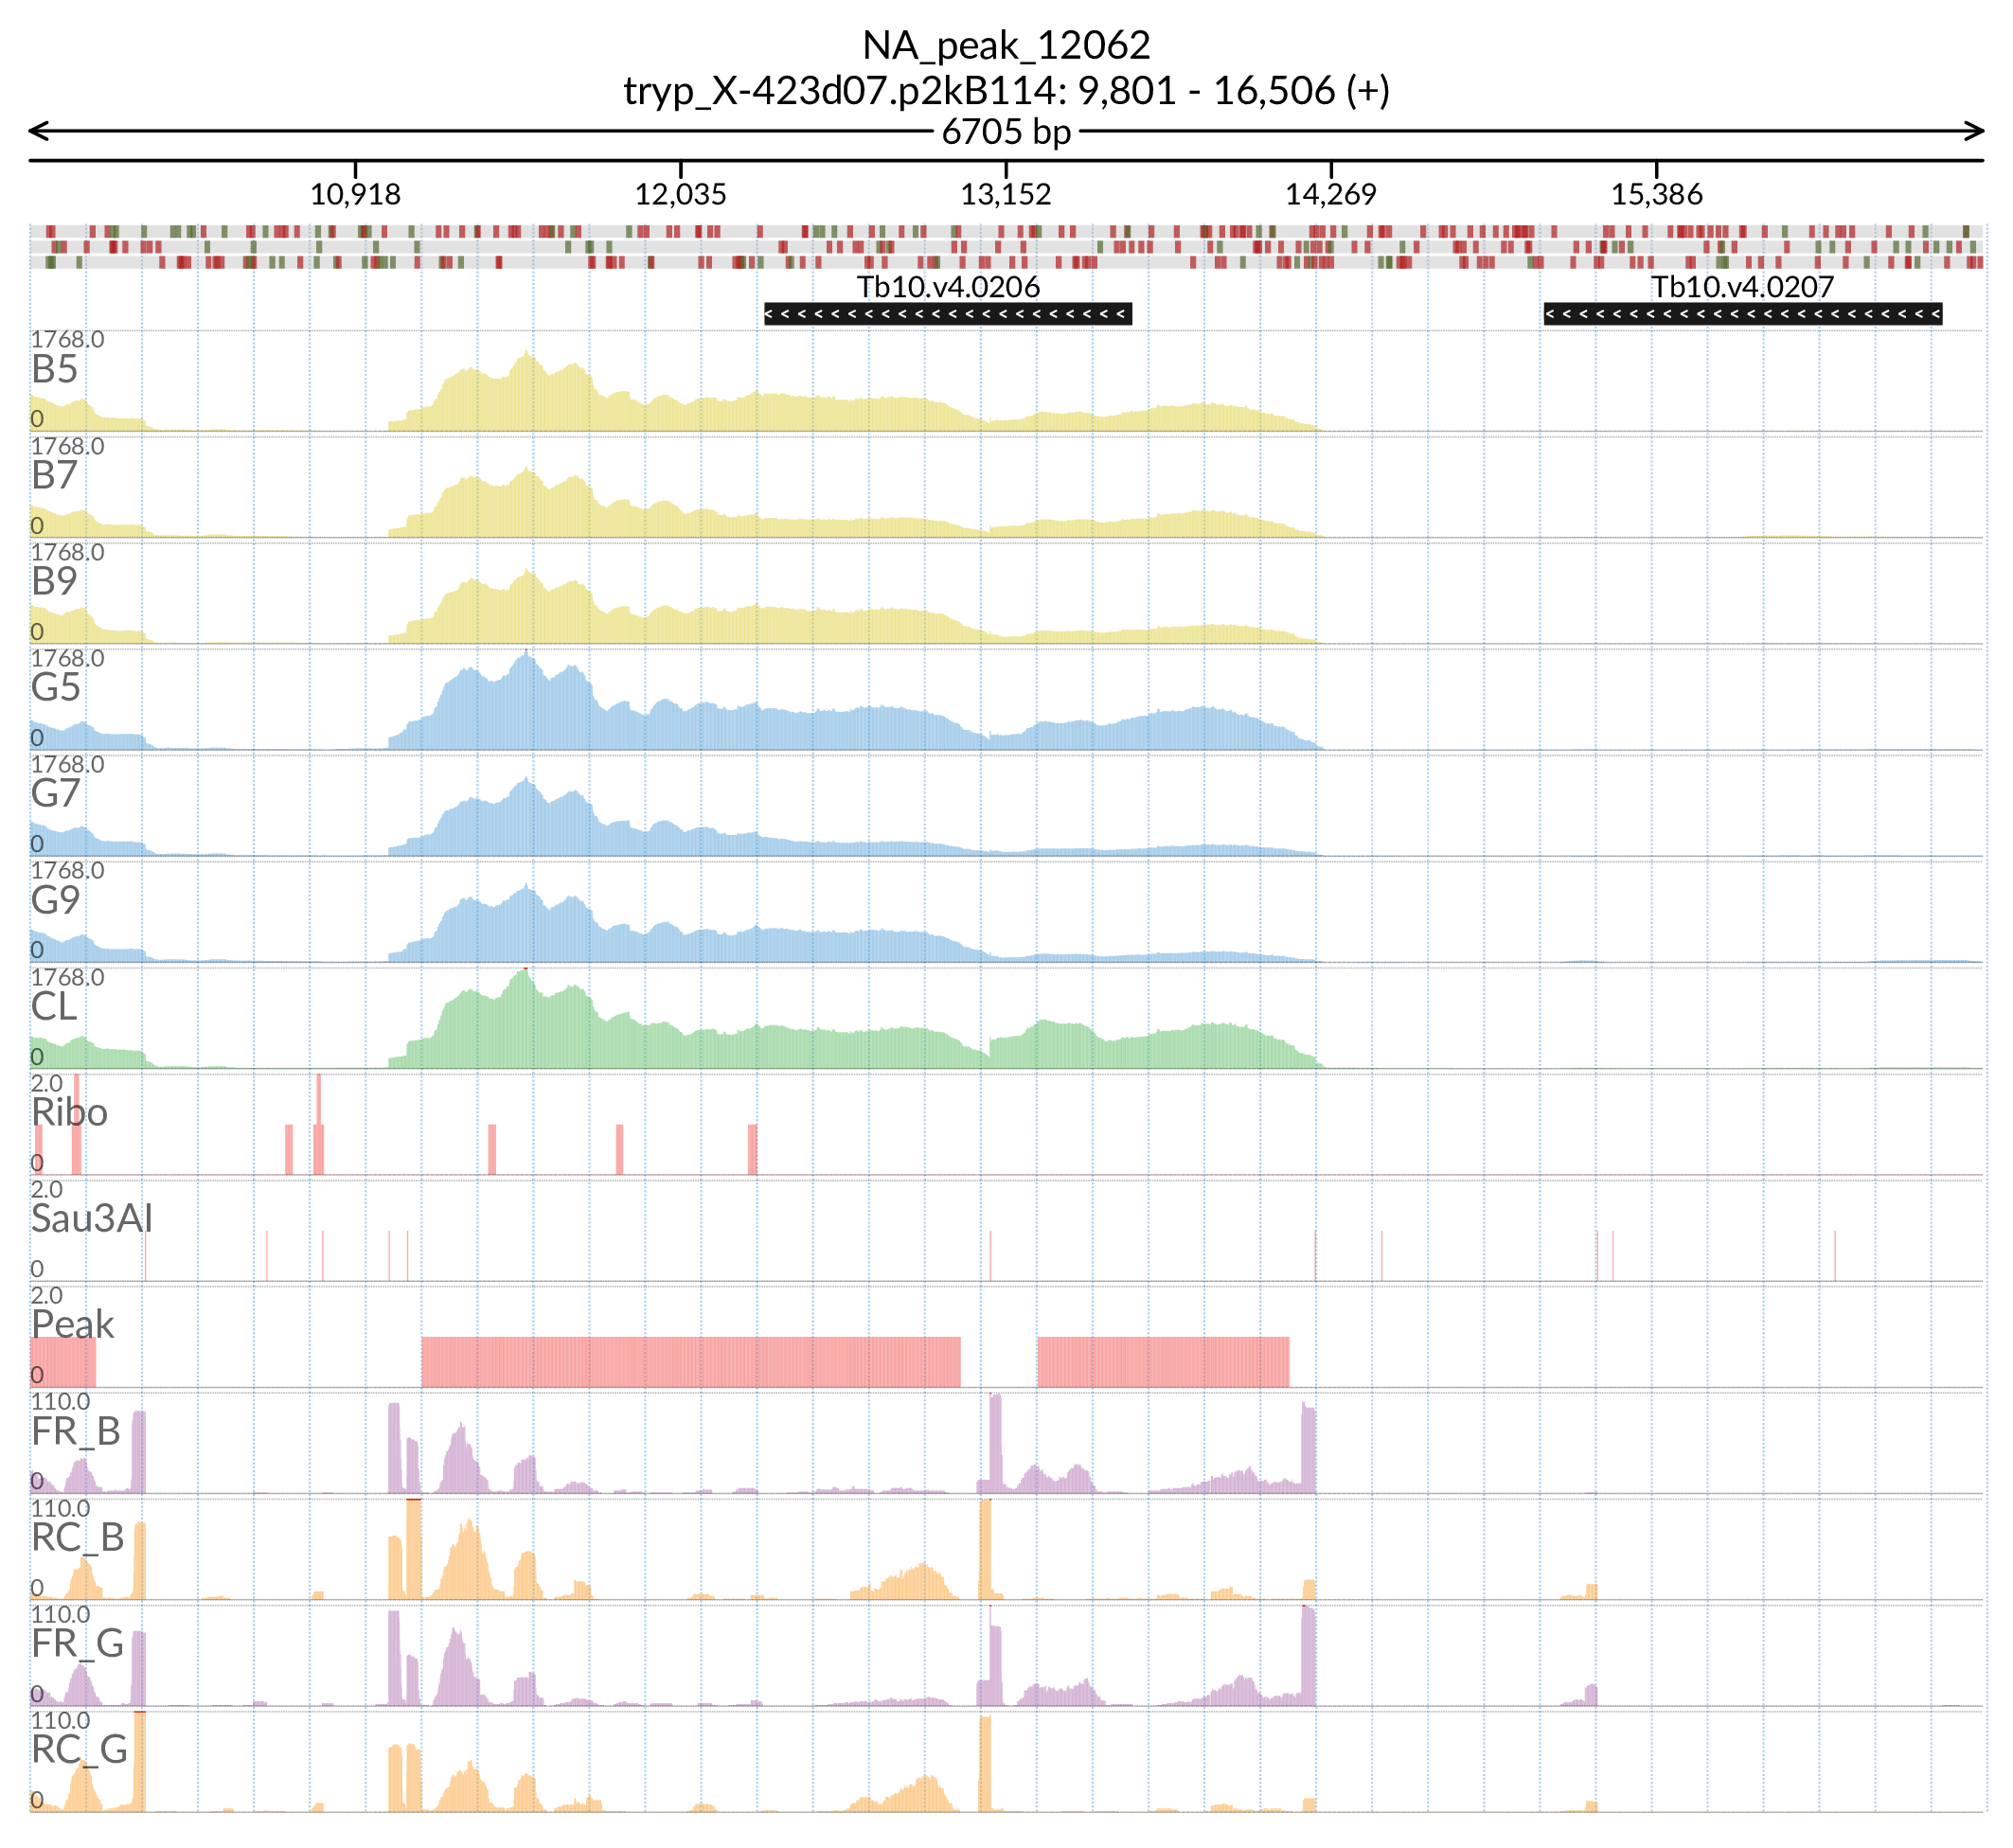 NA_peak_12062
tryp_X-423d07.p2kB114: 9,801 - 16,506 (+)
6705 bp
10,918 12,035 13,152 14,269 15,386
Tb10.v4.0206 Tb10.v4.0207
1768.0
B5
0
1768.0
B7
0
1768.0
B9
0
1768.0
G5
0
1768.0
G7
0
1768.0
G9
0
1768.0
CL
0
2.0
Ribo
0
2.0
Sau3AI
0
2.0
Peak
0
110.0
FR_B
0
110.0
RC_B
0
110.0
FR_G
0
110.0
RC_G
0